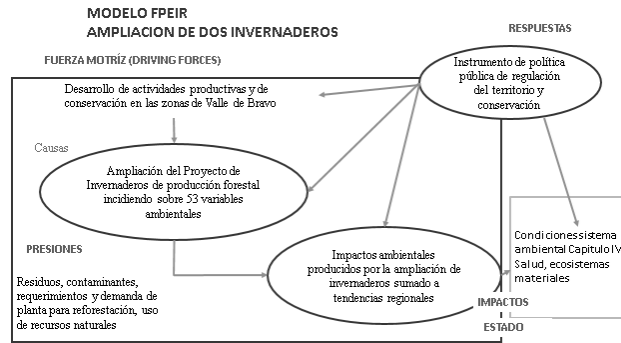 MODELO FPEIR
AMPLIACION DE DOS INVERNADEROS
RESPUESTAS
FUERZA MOTRÍZ (DRIVING FORCES)
Instrumento de política
pública de regulación
del territorio y
conservación
Desarrollo de actividades productivas y de
conservación en las zonas de Valle de Bravo
Causas
Ampliación del Proyecto de
Invernaderos de producción forestal
incidiendo sobre 53 variables
ambientales
PRESIONES
Residuos, contaminantes,
requerimientos y demanda de
planta para reforestación, uso
de recursos naturales
Impactos ambientales
producidos por la ampliación de
invernaderos sumado a
tendencias regionales
Condiciones sistema
ambiental Capitulo IV
Salud, ecosistemas
materiales
IMPACTOS
ESTADO